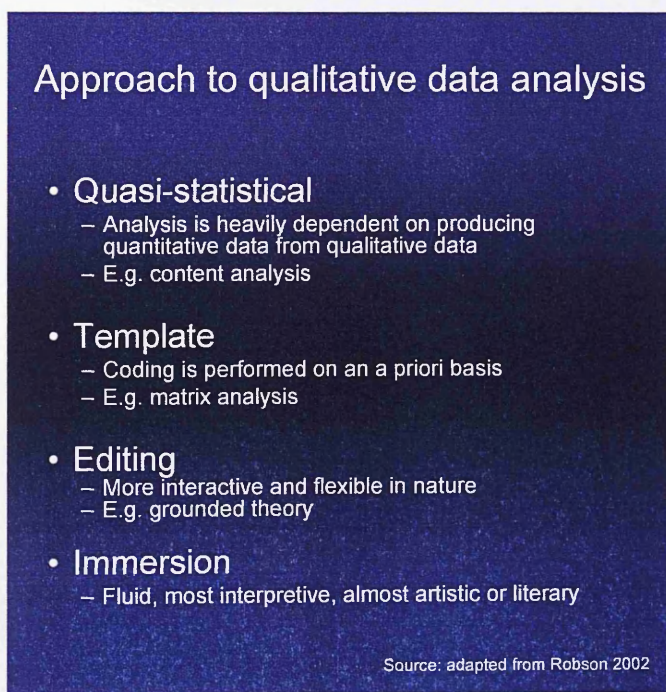 Approach to qualitative data analysis
• Quasi-statistical
– Analysis is heavily dependent on producing
quantitative data from qualitative data
– E.g. content analysis
• Template
– Coding is performed on an a priori basis
– E.g. matrix analysis
• Editing
– More interactive and flexible in nature
– E.g. grounded theory
• Immersion
– Fluid, most interpretive, almost artistic or literary
Source: adapted from Robson 2002